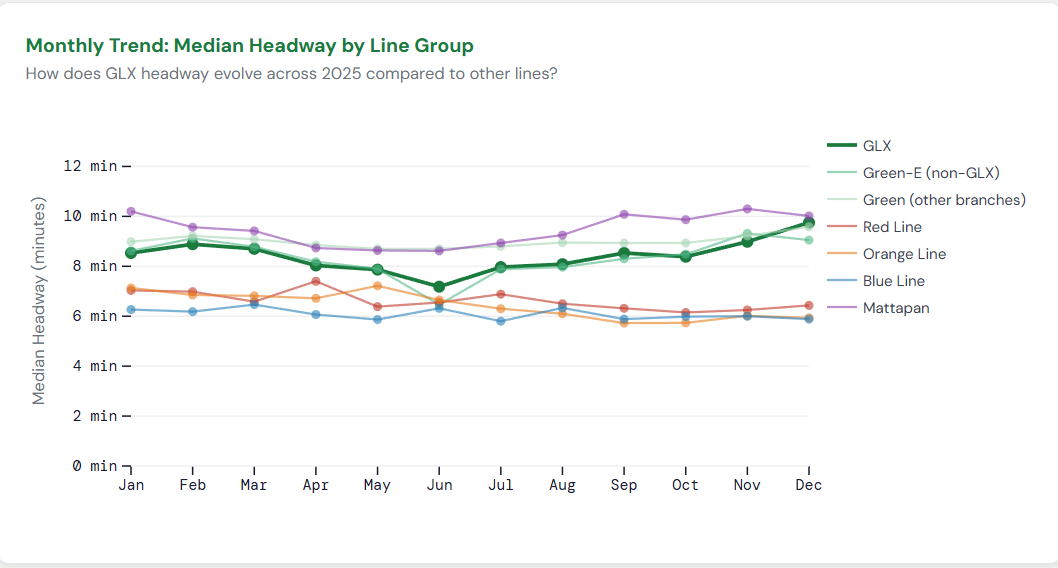 Monthly Trend: Median Headway by Line Group
How does GLX headway evolve across 2025 compared to other lines?
Median Headway (minutes)
12 min
10 min
8 min
6 min
4 min
2 min
0 min
Jan Feb Mar Apr May Jun Jul Aug Sep Oct Nov Dec
GLX
Green-E (non-GLX)
Green (other branches)
Red Line
Orange Line
Blue Line
Mattapan